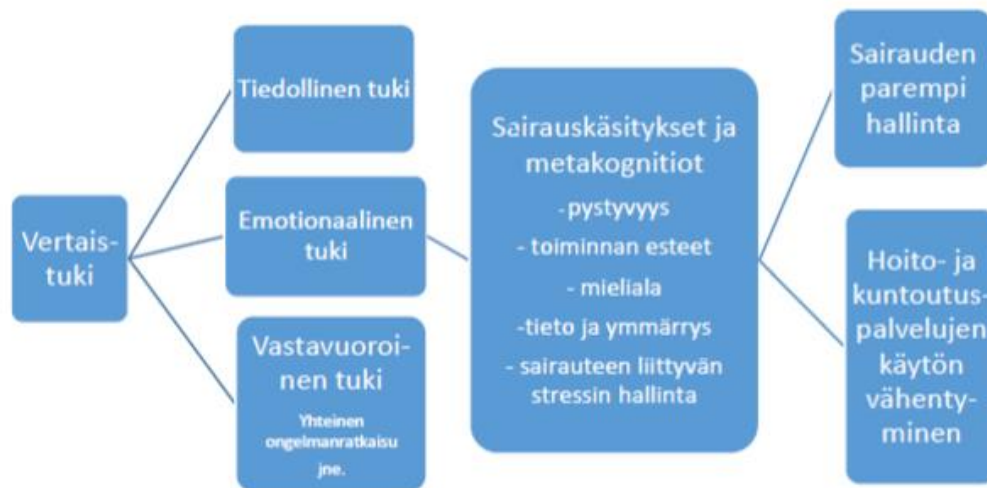 Vertais-
tuki
Tiedollinen tuki
Emotionaalinen
tuki
Vastavuoroi-
nen tuki
Yhteinen
ongelmanratkaisu
jne.
Sairauskäsitykset ja
metakognitiot
-pystyvyys
- toiminnan esteet
- mieliala
-tieto ja ymmärrys
- sairauteen liittyvän
stressin hallinta
Sairauden
parempi
hallinta
Hoito- ja
kuntoutus-
palvelujen
käytön
vähenty-
minen